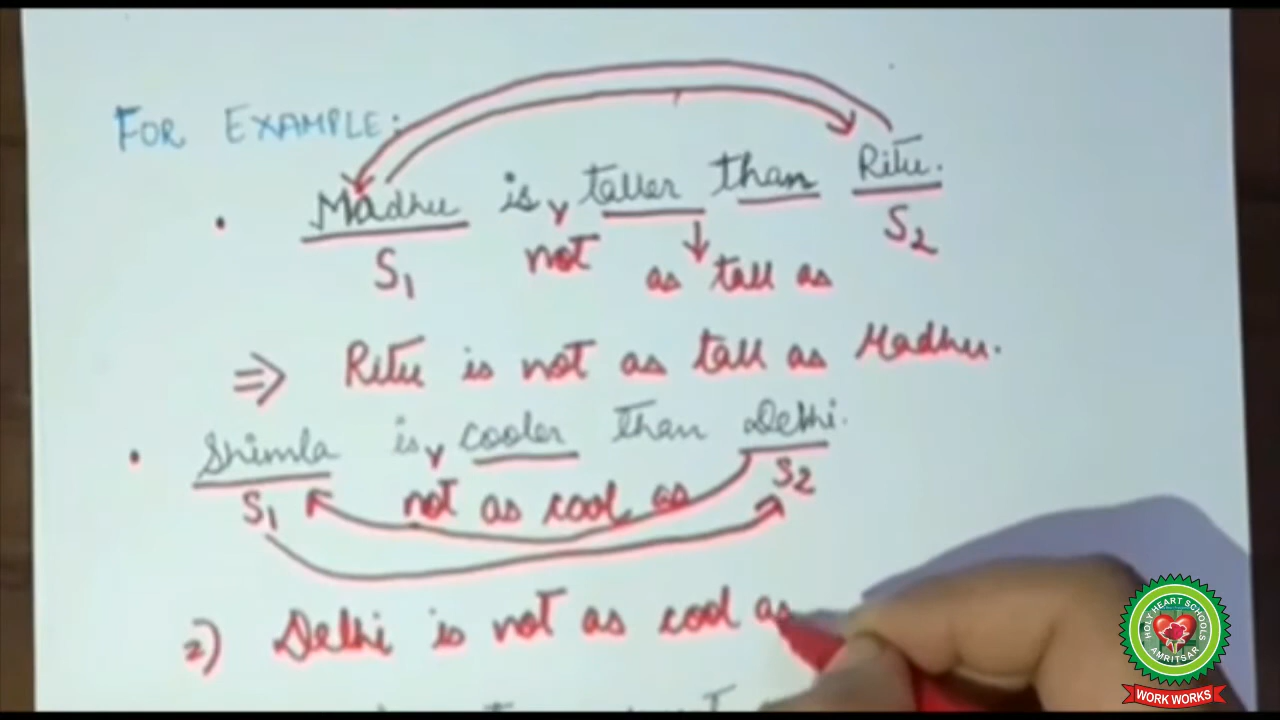 FOR EXAMPLE:
• Madhu is taller than Ritu.
S1 not S2
as tall as
⇒ Ritu is not as tall as Madhu.
• Shimla is cooler than Delhi.
S1 not as cool as S2
2) Delhi is not as cool as
HOLY HEART SCHOOLS
AMRITSAR
WORK WORKS